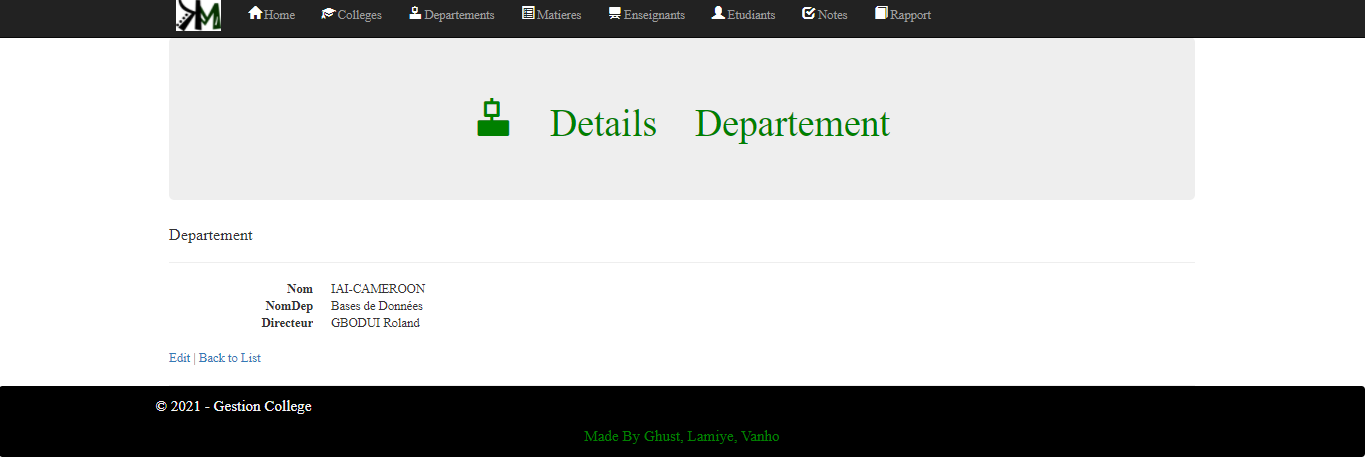 KM Home Colleges Departements Matieres Enseignants Etudiants Notes Rapport
Details Departement
Departement
Nom IAI-CAMEROON
NomDep Bases de Données
Directeur GBODUI Roland
Edit | Back to List
© 2021 - Gestion College
Made By Ghust, Lamiye, Vanho